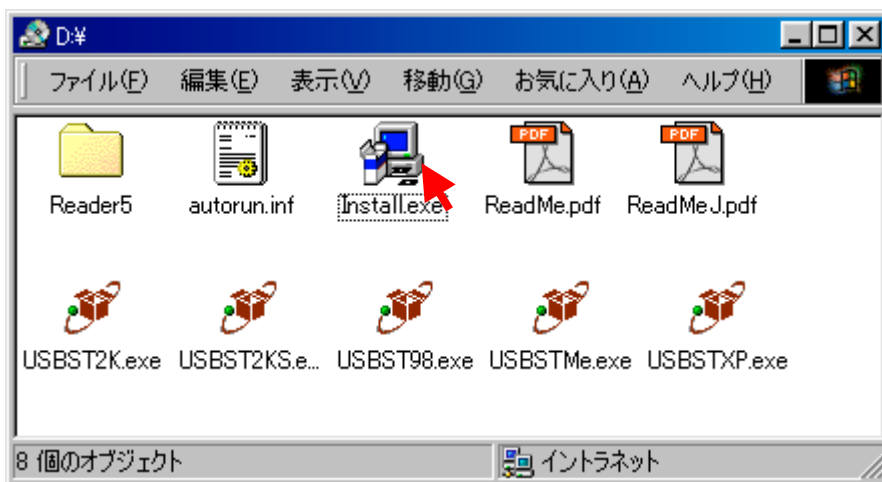 D:¥
ファイル(F) 編集(E) 表示(V) 移動(G) お気に入り(A) ヘルプ(H)
Reader5 autorun.inf Install.exe ReadMe.pdf ReadMeJ.pdf
USBST2K.exe USBST2KS.e... USBST98.exe USBSTMe.exe USBSTXP.exe
8 個のオブジェクト イントラネット